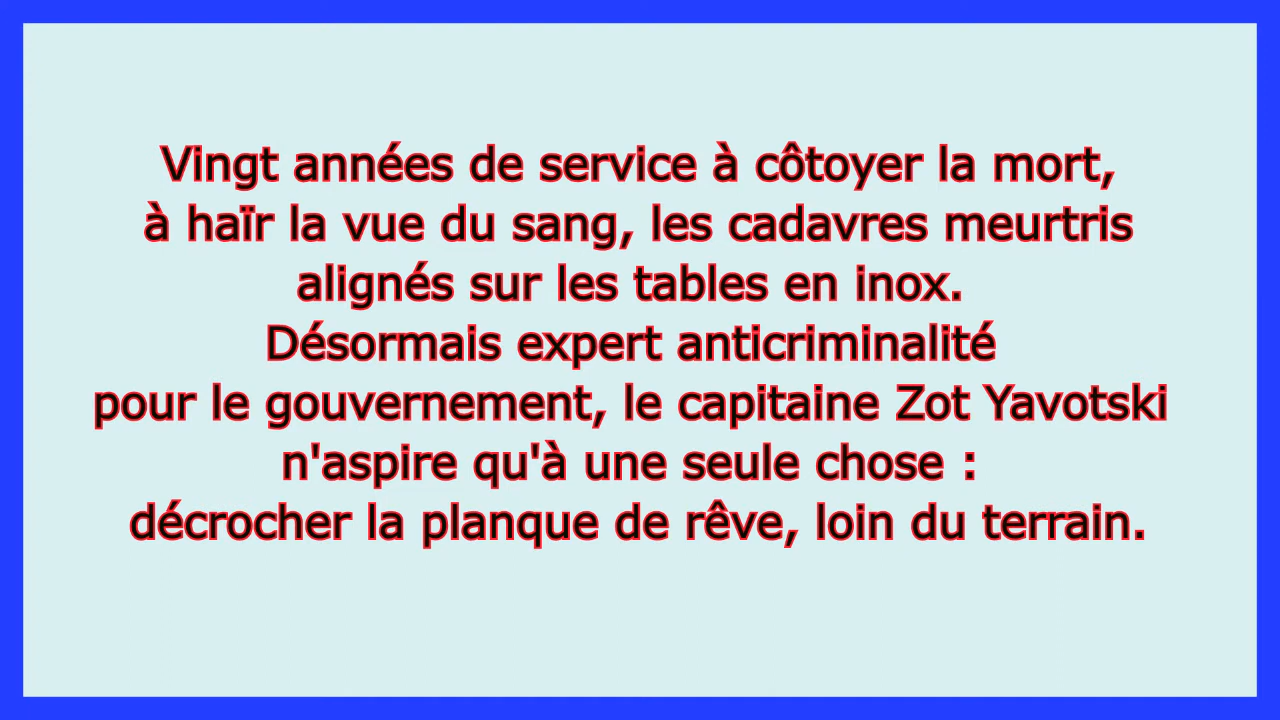 Vingt années de service à côtoyer la mort,
à haïr la vue du sang, les cadavres meurtris
alignés sur les tables en inox.
Désormais expert anticriminalité
pour le gouvernement, le capitaine Zot Yavotski
n'aspire qu'à une seule chose :
décrocher la planque de rêve, loin du terrain.